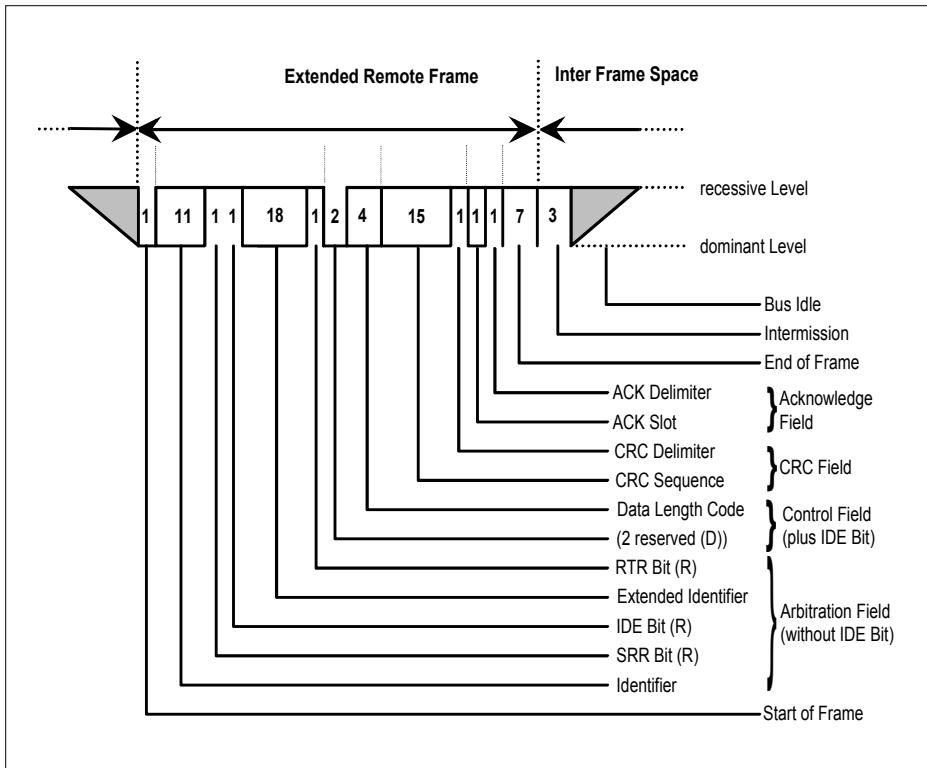 Extended Remote Frame Inter Frame Space
recessive Level
1 11 1 1 18 1 2 4 15 1 1 1 7 3
dominant Level
Bus Idle
Intermission
End of Frame
ACK Delimiter
Acknowledge
Field
ACK Slot
CRC Delimiter
CRC Field
CRC Sequence
Data Length Code
Control Field
(plus IDE Bit)
(2 reserved (D))
RTR Bit (R)
Extended Identifier
Arbitration Field
(without IDE Bit)
IDE Bit (R)
SRR Bit (R)
Identifier
Start of Frame